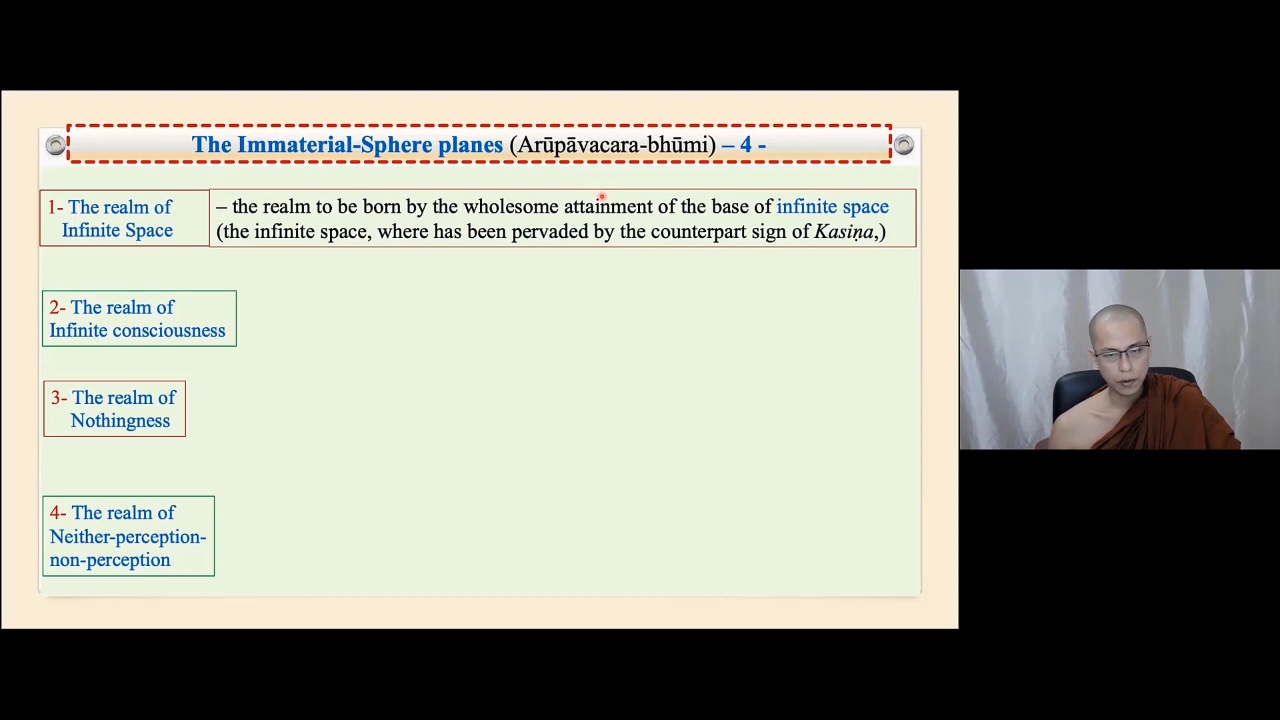 The Immaterial-Sphere planes (Arūpāvacara-bhūmi) – 4 -
1- The realm of
Infinite Space
– the realm to be born by the wholesome attainment of the base of infinite space
(the infinite space, where has been pervaded by the counterpart sign of Kasiṇa,)
2- The realm of
Infinite consciousness
3- The realm of
Nothingness
4- The realm of
Neither-perception-
non-perception